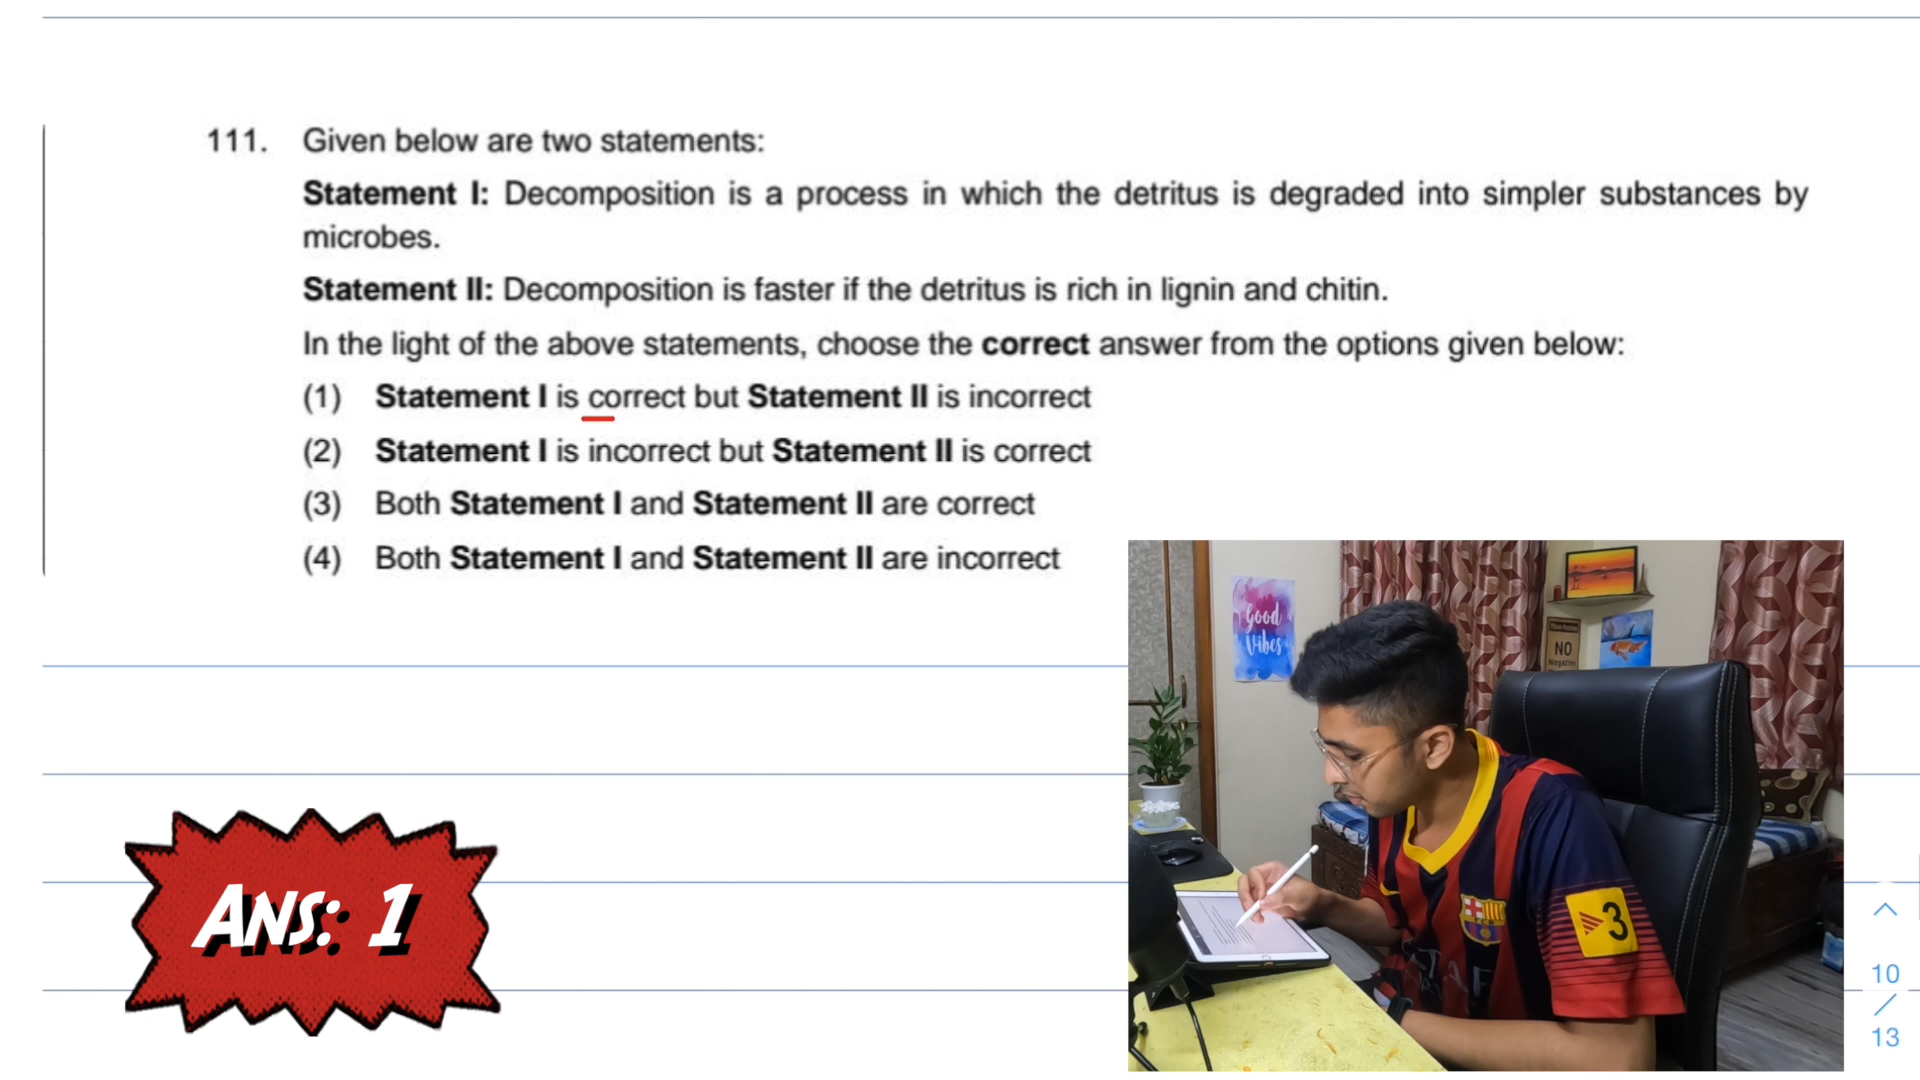 111. Given below are two statements:
Statement I: Decomposition is a process in which the detritus is degraded into simpler substances by
microbes.
Statement II: Decomposition is faster if the detritus is rich in lignin and chitin.
In the light of the above statements, choose the correct answer from the options given below:
(1) Statement I is correct but Statement II is incorrect
(2) Statement I is incorrect but Statement II is correct
(3) Both Statement I and Statement II are correct
(4) Both Statement I and Statement II are incorrect
Good
Vibes
NO
Negative
3
ANS: 1
10
/
13